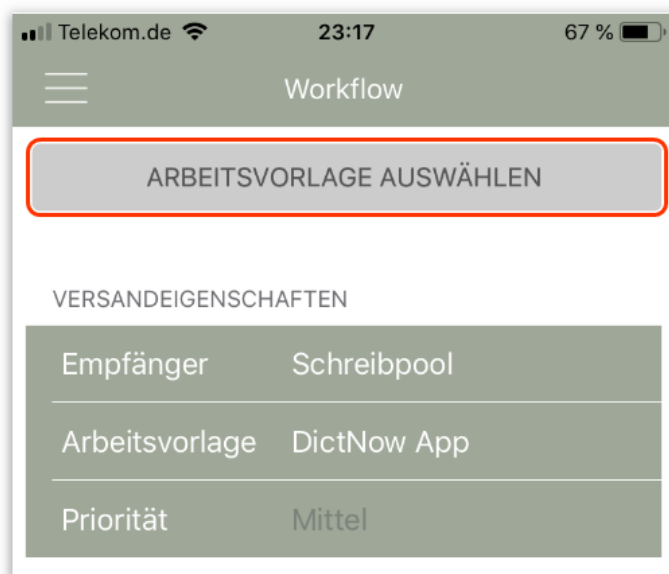 Telekom.de 23:17 67 %
Workflow
ARBEITSVORLAGE AUSWÄHLEN
VERSANDEIGENSCHAFTEN
Empfänger Schreibpool
Arbeitsvorlage DictNow App
Priorität Mittel